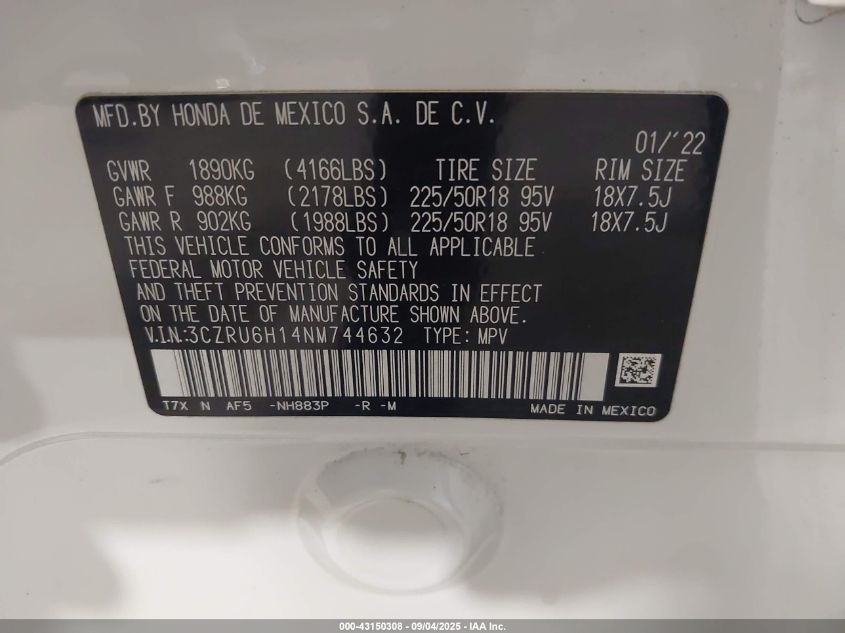 MFD.BY HONDA DE MEXICO S.A. DE C.V.
01/'22
GVWR 1890KG (4166LBS) TIRE SIZE RIM SIZE
GAWR F 988KG (2178LBS) 225/50R18 95V 18X7.5J
GAWR R 902KG (1988LBS) 225/50R18 95V 18X7.5J
THIS VEHICLE CONFORMS TO ALL APPLICABLE
FEDERAL MOTOR VEHICLE SAFETY
AND THEFT PREVENTION STANDARDS IN EFFECT
ON THE DATE OF MANUFACTURE SHOWN ABOVE.
V.I.N:3CZRU6H14NM744632 TYPE: MPV
T7X N AF5 -NH883P -R -M MADE IN MEXICO
000-43150308 - 09/04/2025 - IAA Inc.